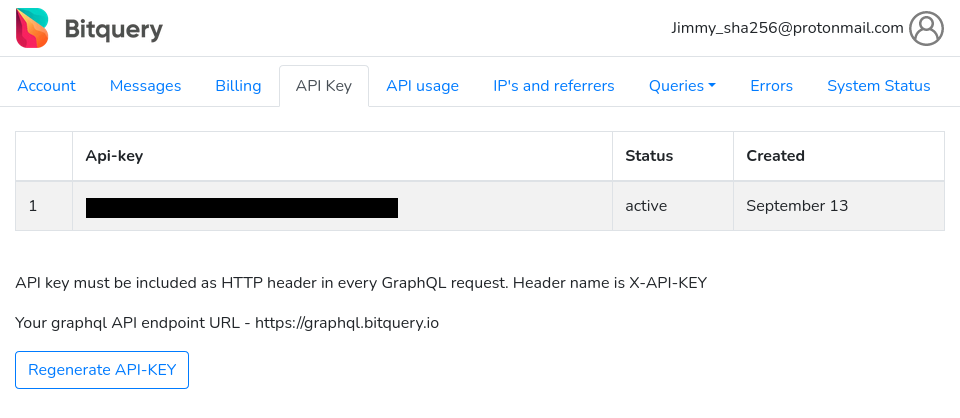 Bitquery
Jimmy_sha256@protonmail.com
Account Messages Billing API Key API usage IP's and referrers Queries Errors System Status
Api-key Status Created
1 active September 13
API key must be included as HTTP header in every GraphQL request. Header name is X-API-KEY
Your graphql API endpoint URL - https://graphql.bitquery.io
Regenerate API-KEY